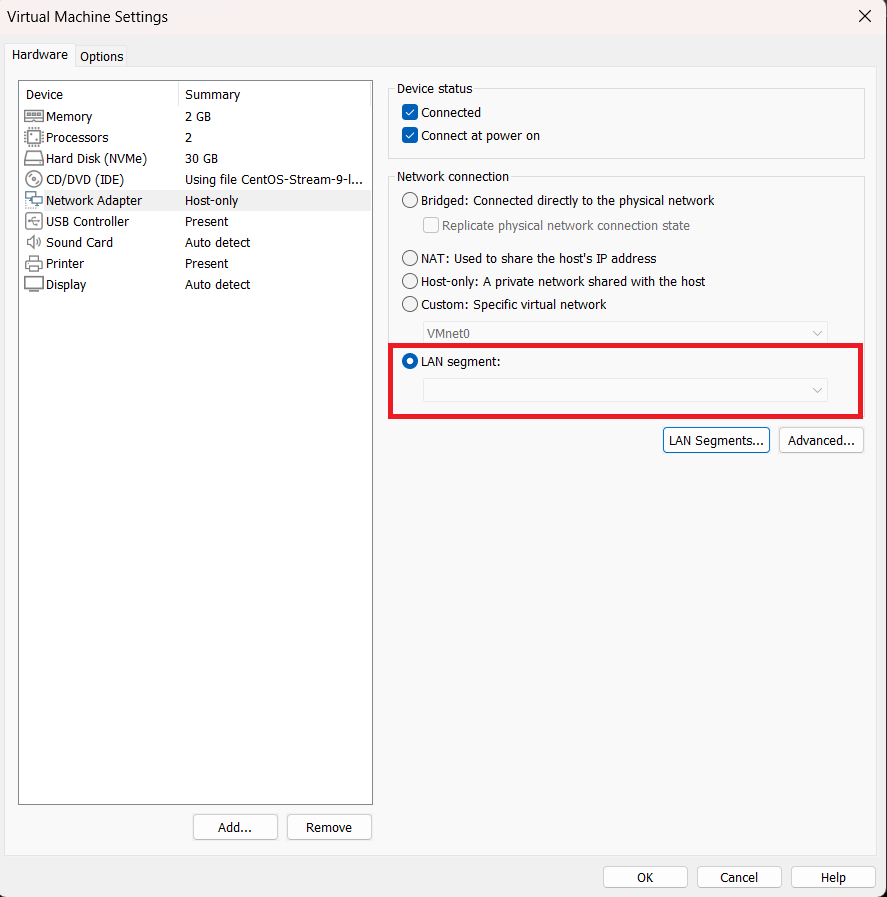 Virtual Machine Settings
Hardware
Options
Device Summary
Memory 2 GB
Processors 2
Hard Disk (NVMe) 30 GB
CD/DVD (IDE) Using file CentOS-Stream-9-l...
Network Adapter Host-only
USB Controller Present
Sound Card Auto detect
Printer Present
Display Auto detect
Add...
Remove
Device status
Connected
Connect at power on
Network connection
Bridged: Connected directly to the physical network
Replicate physical network connection state
NAT: Used to share the host's IP address
Host-only: A private network shared with the host
Custom: Specific virtual network
VMnet0
LAN segment:
LAN Segments...
Advanced...
OK
Cancel
Help